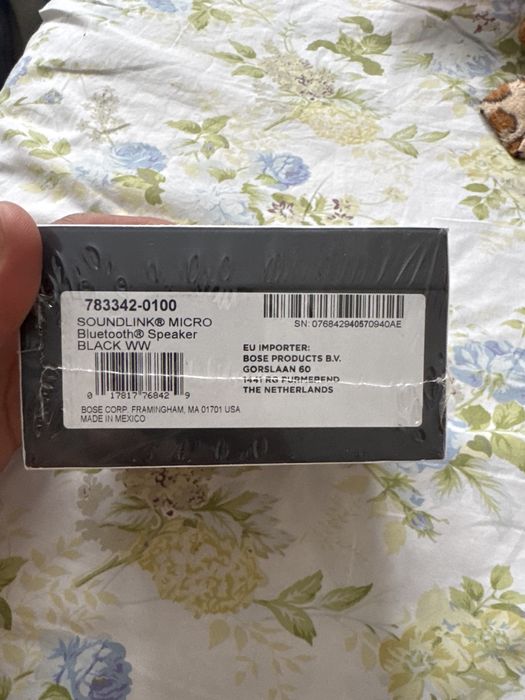 783342-0100
SOUNDLINK® MICRO
Bluetooth® Speaker
BLACK WW
0 17817 76842 9
BOSE CORP. FRAMINGHAM, MA 01701 USA
MADE IN MEXICO
SN: 076842940570940AE
EU IMPORTER:
BOSE PRODUCTS B.V.
GORSLAAN 60
1441 RG PURMEREND
THE NETHERLANDS